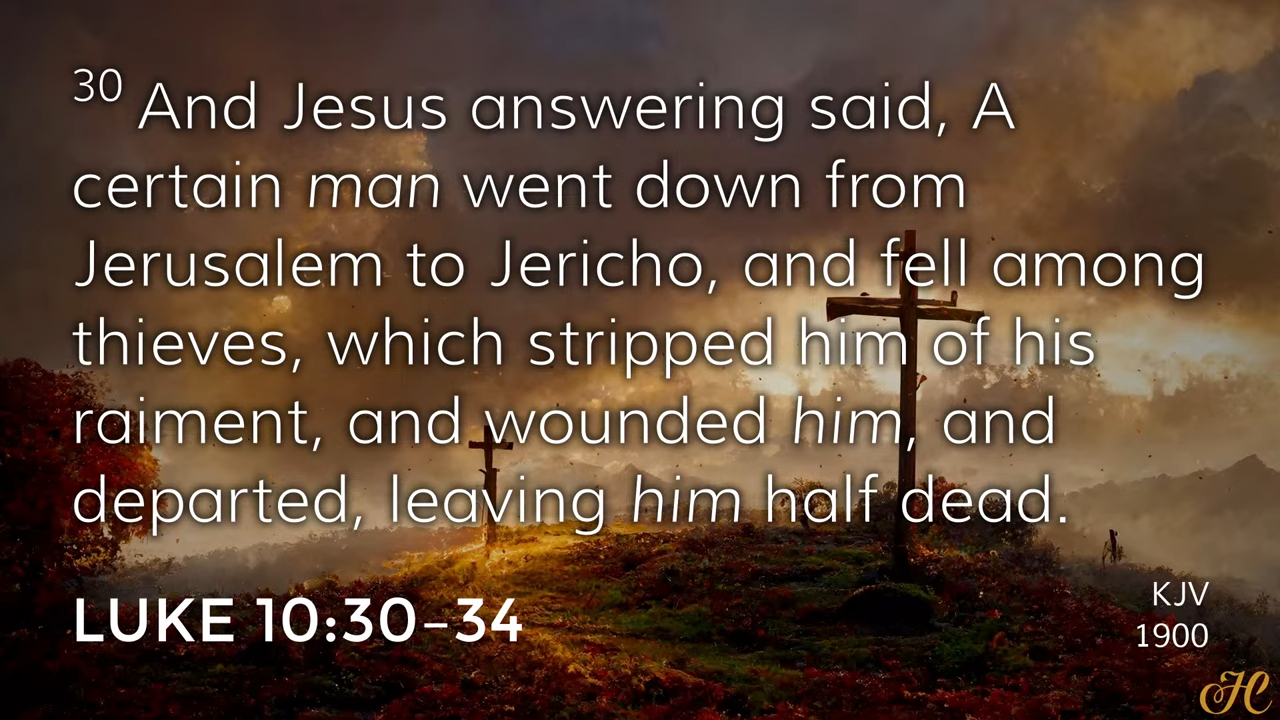 30 And Jesus answering said, A
certain man went down from
Jerusalem to Jericho, and fell among
thieves, which stripped him of his
raiment, and wounded him, and
departed, leaving him half dead.
LUKE 10:30–34
KJV
1900
HC